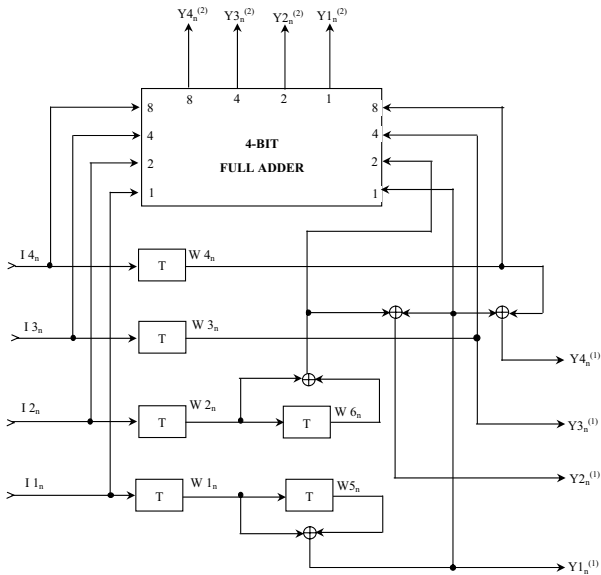 Y4ₙ⁽²⁾ Y3ₙ⁽²⁾ Y2ₙ⁽²⁾ Y1ₙ⁽²⁾
8 4 2 1
8 8
4 4-BIT 4
2 FULL ADDER 2
1 1
I 4ₙ T W 4ₙ
I 3ₙ T W 3ₙ
Y4ₙ⁽¹⁾
I 2ₙ T W 2ₙ T W 6ₙ
Y3ₙ⁽¹⁾
Y2ₙ⁽¹⁾
I 1ₙ T W 1ₙ T W5ₙ
Y1ₙ⁽¹⁾